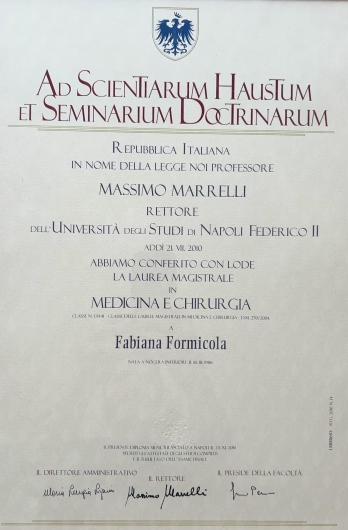 AD SCIENTIARUM HAUSTUM
ET SEMINARIUM DOCTRINARUM
REPUBBLICA ITALIANA
IN NOME DELLA LEGGE NOI PROFESSORE
MASSIMO MARRELLI
RETTORE
DELL'UNIVERSITÀ DEGLI STUDI DI NAPOLI FEDERICO II
ADDÌ 21. VII. 2010
ABBIAMO CONFERITO CON LODE
LA LAUREA MAGISTRALE
IN
MEDICINA E CHIRURGIA
A
Fabiana Formicola
IL DIRETTORE AMMINISTRATIVO
IL RETTORE
IL PRESIDE DELLA FACOLTÀ